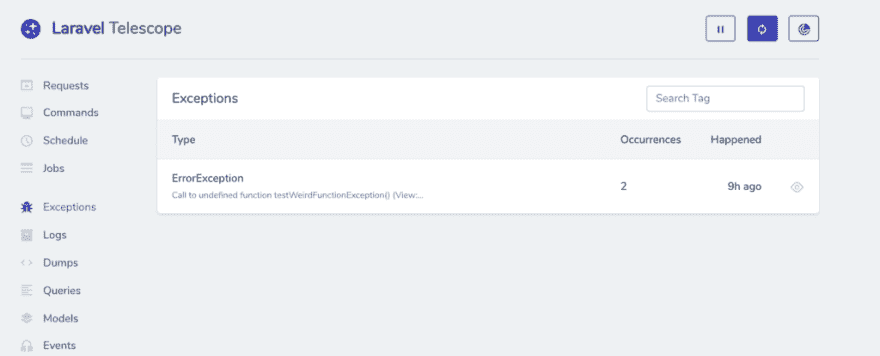 Laravel Telescope
Requests
Commands
Schedule
Jobs
Exceptions
Logs
Dumps
Queries
Models
Events
Exceptions
Search Tag
Type Occurrences Happened
ErrorException
Call to undefined function testWeirdFunctionException() (View:...
2 9h ago